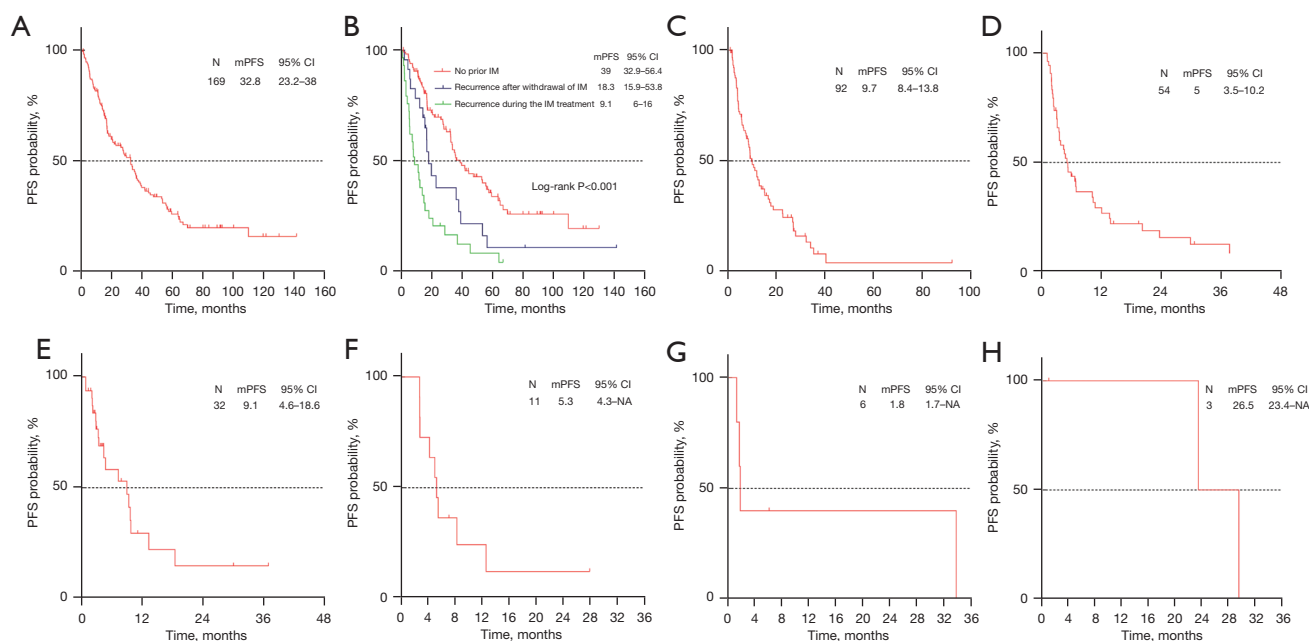 A
PFS probability, %
100
50
0
N mPFS 95% CI
169 32.8 23.2–38
0 20 40 60 80 100 120 140 160
Time, months
B
PFS probability, %
100
50
0
mPFS 95% CI
No prior IM 39 32.9–56.4
Recurrence after withdrawal of IM 18.3 15.9–53.8
Recurrence during the IM treatment 9.1 6–16
Log-rank P<0.001
0 20 40 60 80 100 120 140 160
Time, months
C
PFS probability, %
100
50
0
N mPFS 95% CI
92 9.7 8.4–13.8
0 20 40 60 80 100
Time, months
D
PFS probability, %
100
50
0
N mPFS 95% CI
54 5 3.5–10.2
0 12 24 36 48
Time, months
E
PFS probability, %
100
50
0
N mPFS 95% CI
32 9.1 4.6–18.6
0 12 24 36 48
Time, months
F
PFS probability, %
100
50
0
N mPFS 95% CI
11 5.3 4.3–NA
0 4 8 12 16 20 24 28 32 36
Time, months
G
PFS probability, %
100
50
0
N mPFS 95% CI
6 1.8 1.7–NA
0 4 8 12 16 20 24 28 32 36
Time, months
H
PFS probability, %
100
50
0
N mPFS 95% CI
3 26.5 23.4–NA
0 4 8 12 16 20 24 28 32 36
Time, months